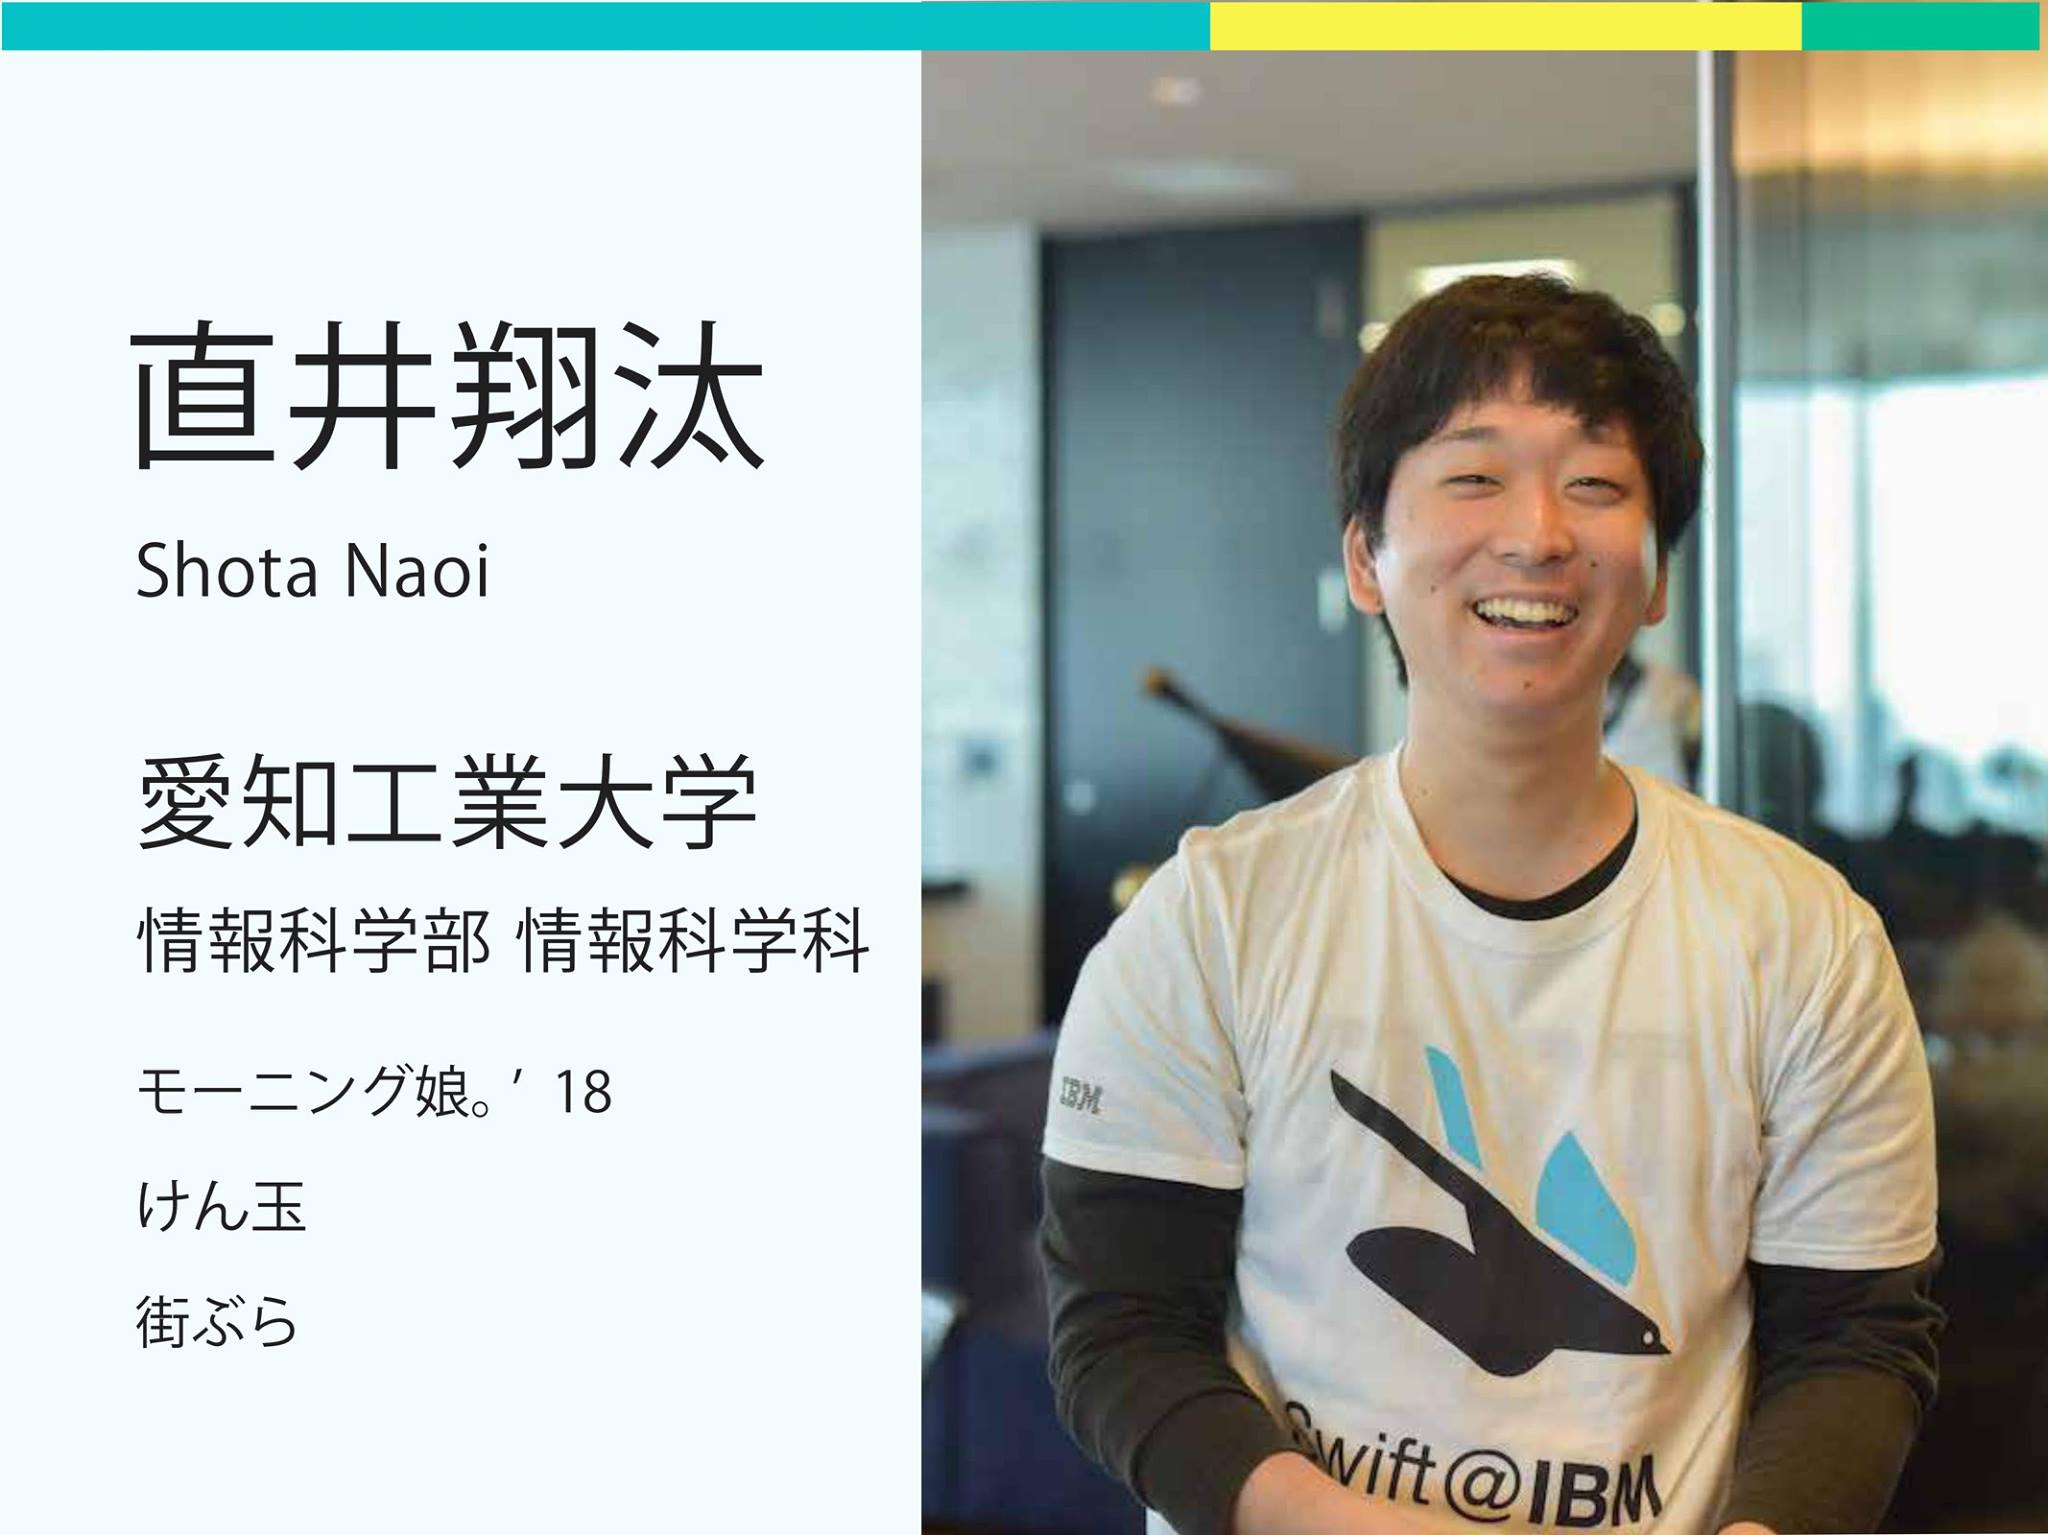 直井翔汰
Shota Naoi
愛知工業大学
情報科学部 情報科学科
モーニング娘。’18
けん玉
街ぶら
IBM
Swift@IBM